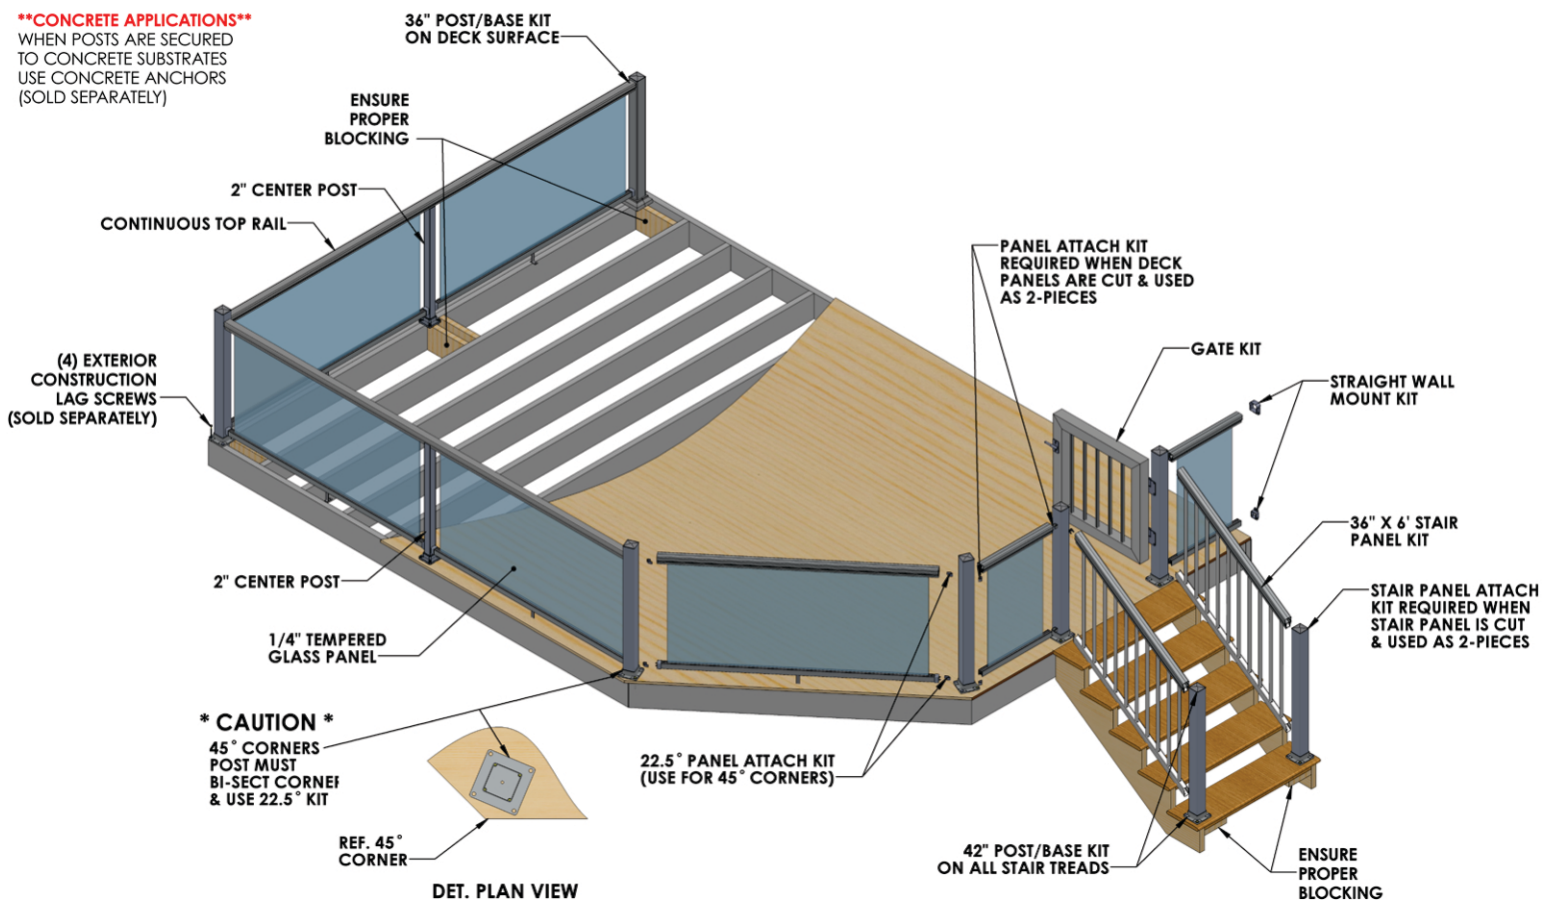 **CONCRETE APPLICATIONS**
WHEN POSTS ARE SECURED
TO CONCRETE SUBSTRATES
USE CONCRETE ANCHORS
(SOLD SEPARATELY)
36" POST/BASE KIT
ON DECK SURFACE
ENSURE
PROPER
BLOCKING
2" CENTER POST
CONTINUOUS TOP RAIL
(4) EXTERIOR
CONSTRUCTION
LAG SCREWS
(SOLD SEPARATELY)
PANEL ATTACH KIT
REQUIRED WHEN DECK
PANELS ARE CUT & USED
AS 2-PIECES
GATE KIT
STRAIGHT WALL
MOUNT KIT
36" X 6' STAIR
PANEL KIT
STAIR PANEL ATTACH
KIT REQUIRED WHEN
STAIR PANEL IS CUT
& USED AS 2-PIECES
2" CENTER POST
1/4" TEMPERED
GLASS PANEL
* CAUTION *
45° CORNERS
POST MUST
BI-SECT CORNER
& USE 22.5° KIT
22.5° PANEL ATTACH KIT
(USE FOR 45° CORNERS)
REF. 45°
CORNER
DET. PLAN VIEW
42" POST/BASE KIT
ON ALL STAIR TREADS
ENSURE
PROPER
BLOCKING